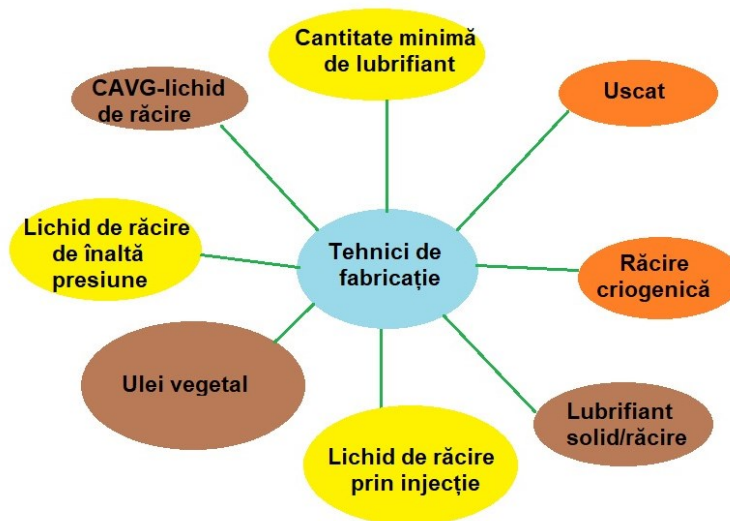 Cantitate minimă
de lubrifiant
CAVG-lichid
de răcire
Uscat
Lichid de răcire
de înaltă
presiune
Tehnici de
fabricație
Răcire
criogenică
Ulei vegetal
Lubrifiant
solid/răcire
Lichid de răcire
prin injecție